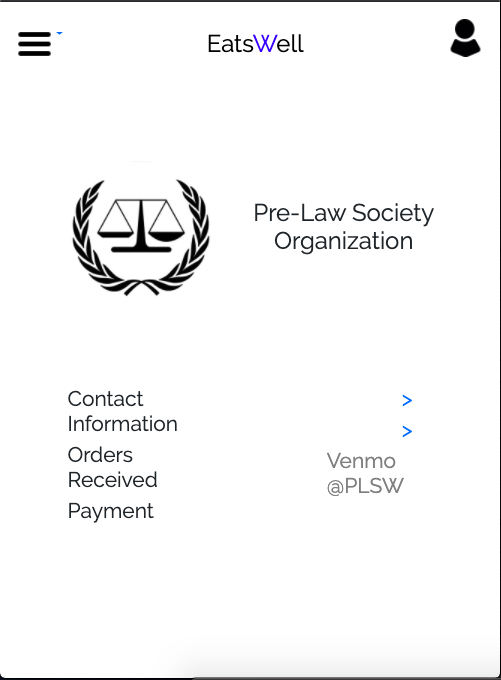 EatsWell
Pre-Law Society
Organization
Contact
Information
>
>
Orders
Received
Venmo
@PLSW
Payment